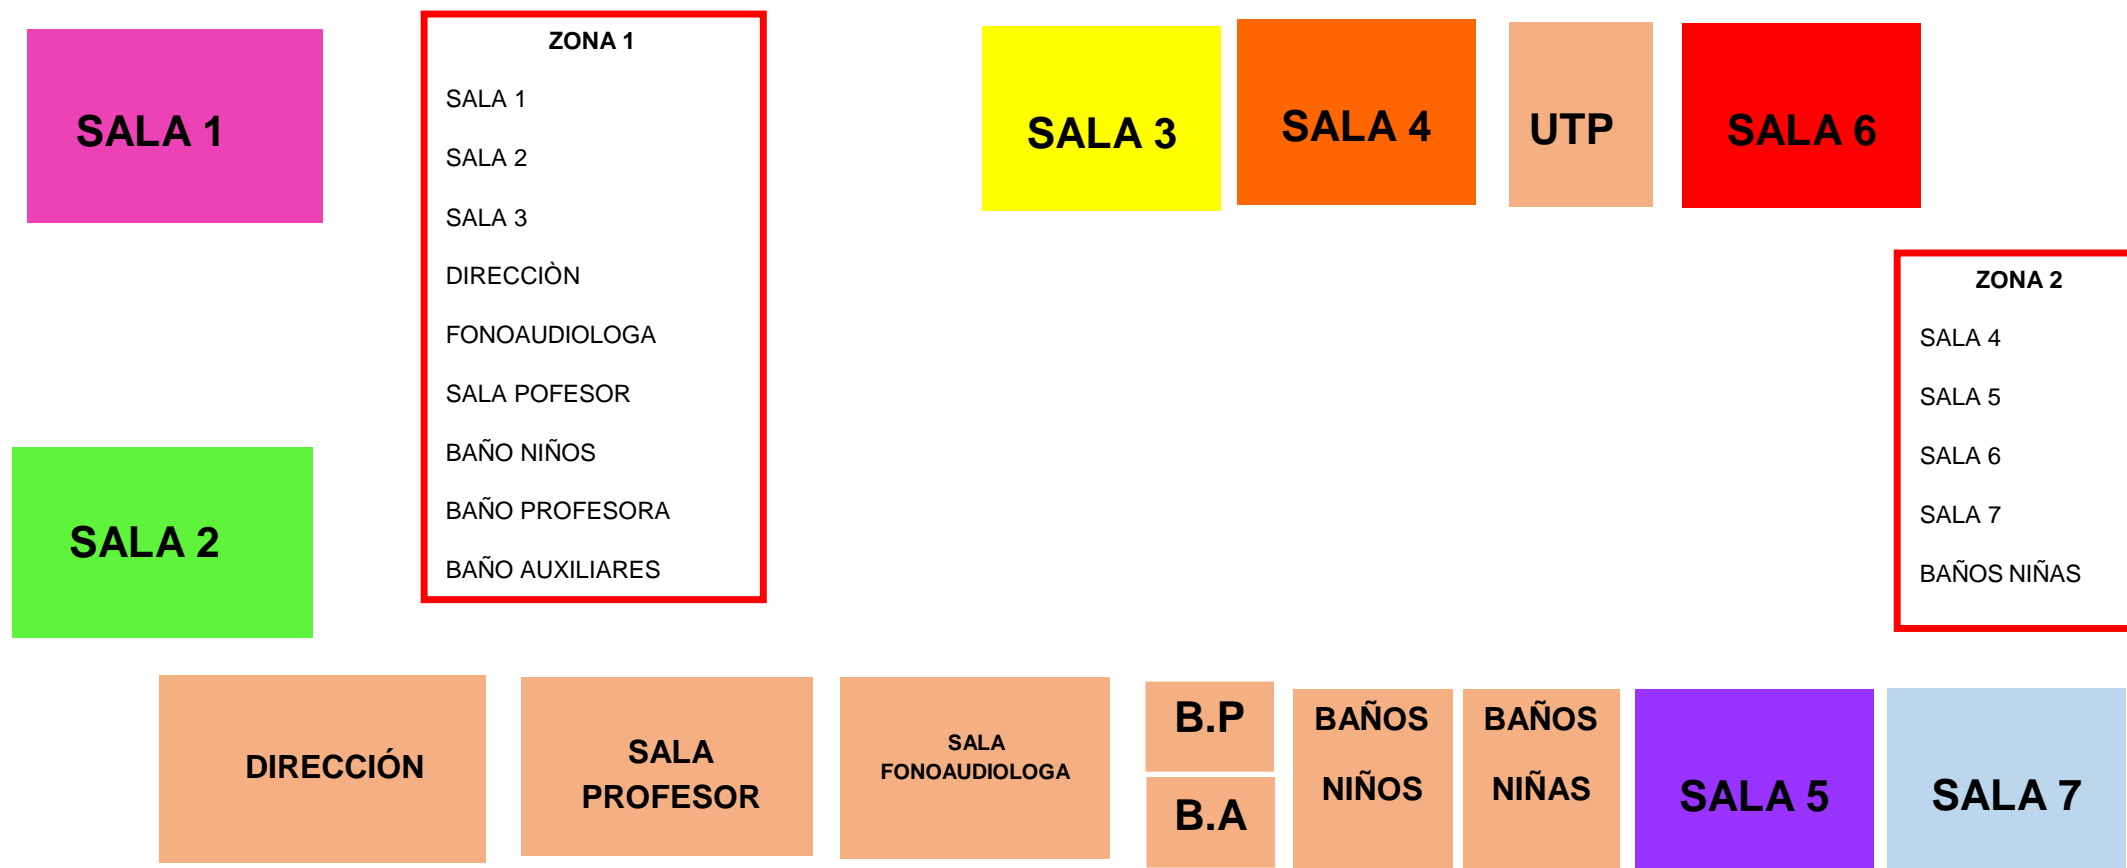 SALA 1
ZONA 1
SALA 1
SALA 2
SALA 3
DIRECCIÒN
FONOAUDIOLOGA
SALA POFESOR
BAÑO NIÑOS
BAÑO PROFESORA
BAÑO AUXILIARES
SALA 3
SALA 4
UTP
SALA 6
ZONA 2
SALA 4
SALA 5
SALA 6
SALA 7
BAÑOS NIÑAS
SALA 2
DIRECCIÓN
SALA
PROFESOR
SALA
FONOAUDIOLOGA
B.P
B.A
BAÑOS
NIÑOS
BAÑOS
NIÑAS
SALA 5
SALA 7